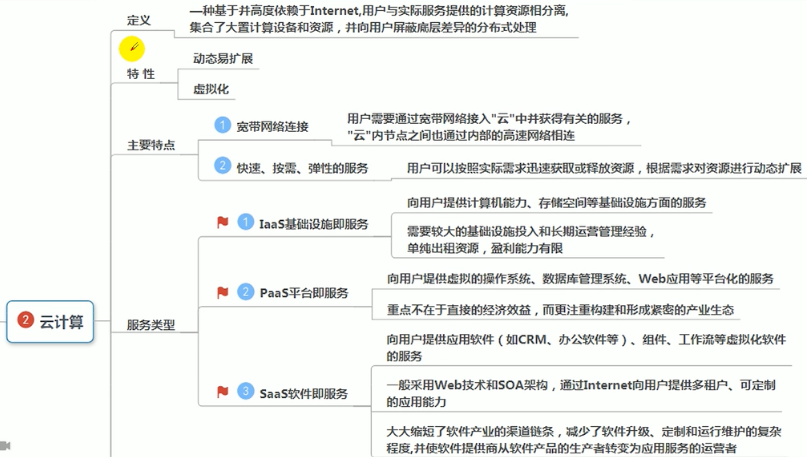 定义
一种基于并高度依赖于Internet,用户与实际服务提供的计算资源相分离,
集合了大置计算设备和资源，并向用户屏蔽底层差异的分布式处理
特 性
动态易扩展
虚拟化
主要特点
1 宽带网络连接
用户需要通过宽带网络接入"云"中并获得有关的服务，
"云"内节点之间也通过内部的高速网络相连
2 快速、按需、弹性的服务
用户可以按照实际需求迅速获取或释放资源，根据需求对资源进行动态扩展
2 云计算
服务类型
1 IaaS基础设施即服务
向用户提供计算机能力、存储空间等基础设施方面的服务
需要较大的基础设施投入和长期运营管理经验，
单纯出租资源，盈利能力有限
2 PaaS平台即服务
向用户提供虚拟的操作系统、数据库管理系统、Web应用等平台化的服务
重点不在于直接的经济效益，而更注重构建和形成紧密的产业生态
3 SaaS软件即服务
向用户提供应用软件（如CRM、办公软件等）、组件、工作流等虚拟化软件
的服务
一般采用Web技术和SOA架构，通过Internet向用户提供多租户、可定制
的应用能力
大大缩短了软件产业的渠道链条，减少了软件升级、定制和运行维护的复杂
程度,并使软件提供商从软件产品的生产者转变为应用服务的运营者